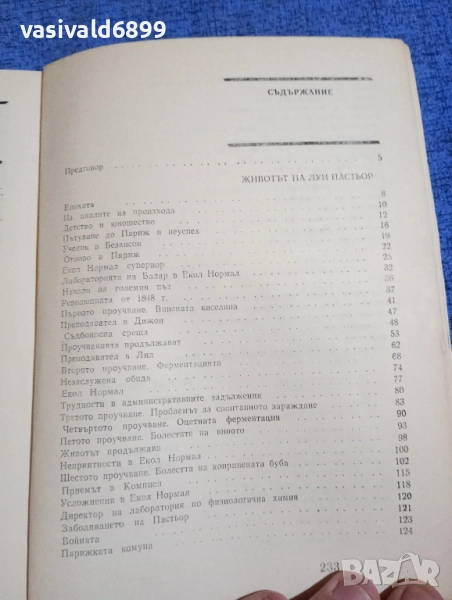 vasivald6899
СЪДЪРЖАНИЕ
Предговор 5
ЖИВОТЪТ НА ЛУИ ПАСТЬОР
Епохата 8
Из анализите на произхода 10
Детство и юношество 12
Пътуване до Париж и неуспех 16
Ученик в Безансон 19
Отново в Париж 22
Екол Нормал супериор 25
Лабораторията на Балар в Екол Нормал 32
Начало на големия път 36
Революцията от 1848 г. 37
Първото проучване. Винената киселина 41
Преподавател в Дижон 47
Съдбоносна среща 48
Проучванията продължават 53
Преподавател в Лил 62
Второто проучване. Ферментацията 68
Незаслужена обида 74
Екол Нормал 77
Трудности в административните задължения 80
Третото проучване. Проблемът за спонтанното зараждане 83
Четвъртото проучване. Оцетната ферментация 90
Петото проучване. Болестите на виното 93
Животът продължава 98
Неприятности в Екол Нормал 100
Шестото проучване. Болестта на копринената буба 102
Приемът в Компиен 115
Усложнения в Екол Нормал 118
Директор на лаборатория по физиологична химия 120
Заболяването на Пастьор 121
Войната 123
Парижката комуна 124
233
BAZAR